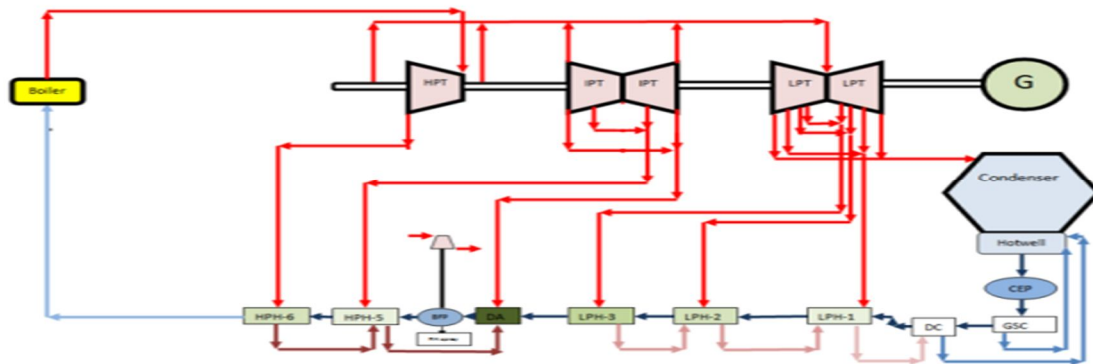 HPT
IPT
IPT
LPT
LPT
G
Boiler
Condenser
Hotwell
CEP
GSC
DC
LPH-1
LPH-2
LPH-3
DA
BFP
HPH-5
HPH-6